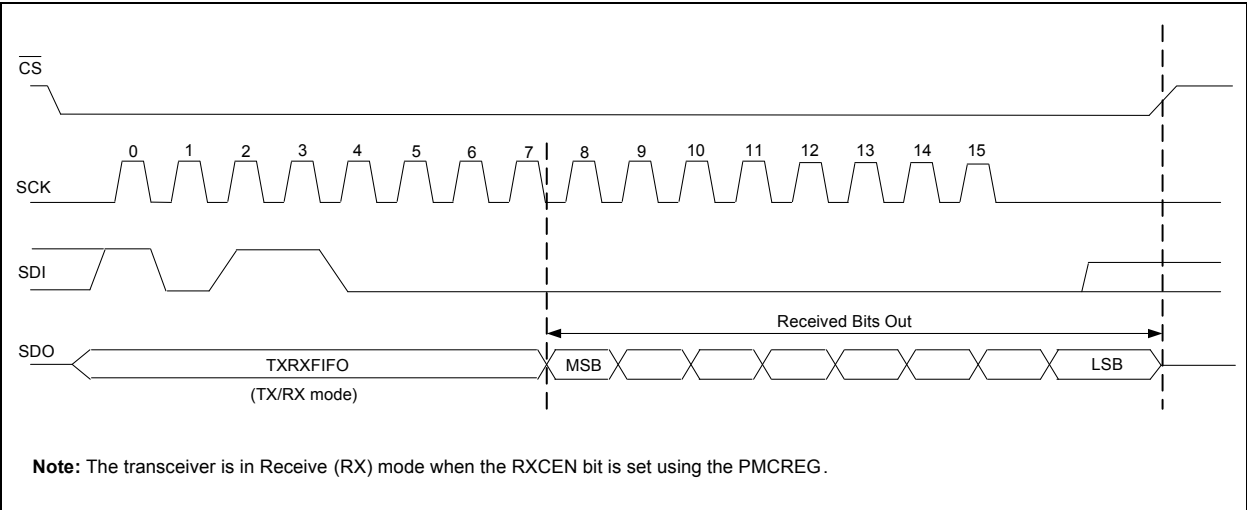 CS
0 1 2 3 4 5 6 7 8 9 10 11 12 13 14 15
SCK
SDI
Received Bits Out
SDO
TXRXFIFO
MSB
LSB
(TX/RX mode)
Note: The transceiver is in Receive (RX) mode when the RXCEN bit is set using the PMCREG.